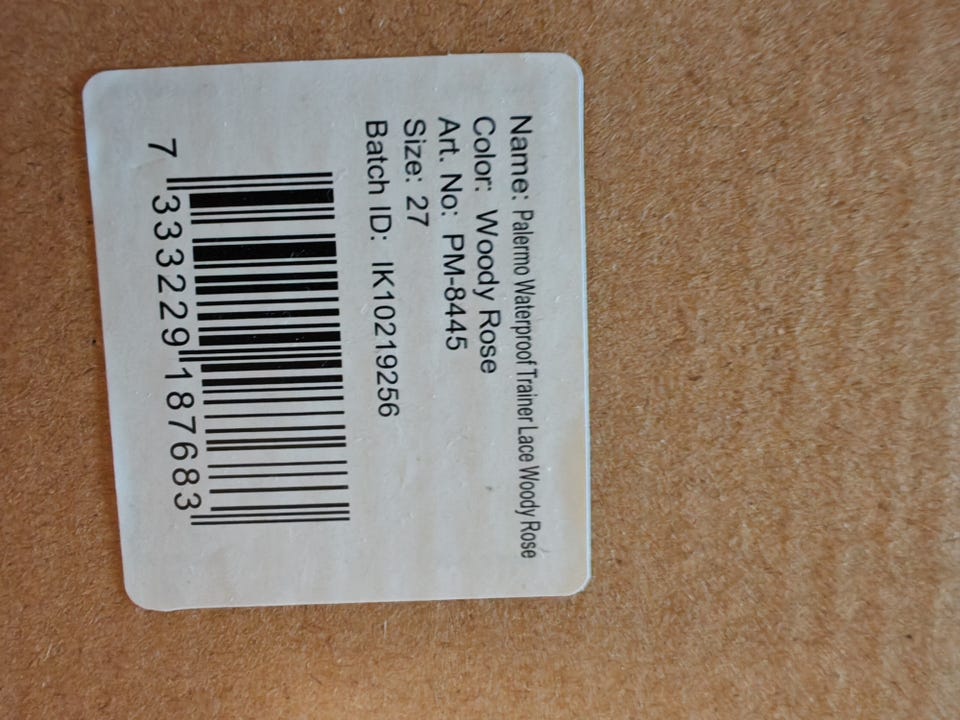 Name: Palermo Waterproof Trainer Lace Woody Rose
Color: Woody Rose
Art. No: PM-8445
Size: 27
Batch ID: IK10219256
7 333229 187683